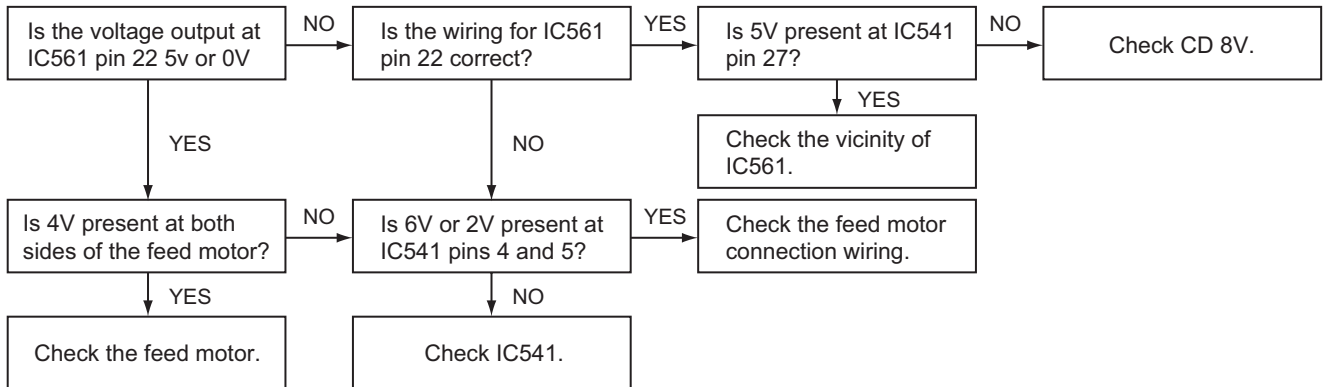 Is the voltage output at
IC561 pin 22 5v or 0V
NO
Is the wiring for IC561
pin 22 correct?
YES
Is 5V present at IC541
pin 27?
NO
Check CD 8V.
YES
NO
YES
Check the vicinity of
IC561.
Is 4V present at both
sides of the feed motor?
NO
Is 6V or 2V present at
IC541 pins 4 and 5?
YES
Check the feed motor
connection wiring.
YES
NO
Check the feed motor.
Check IC541.